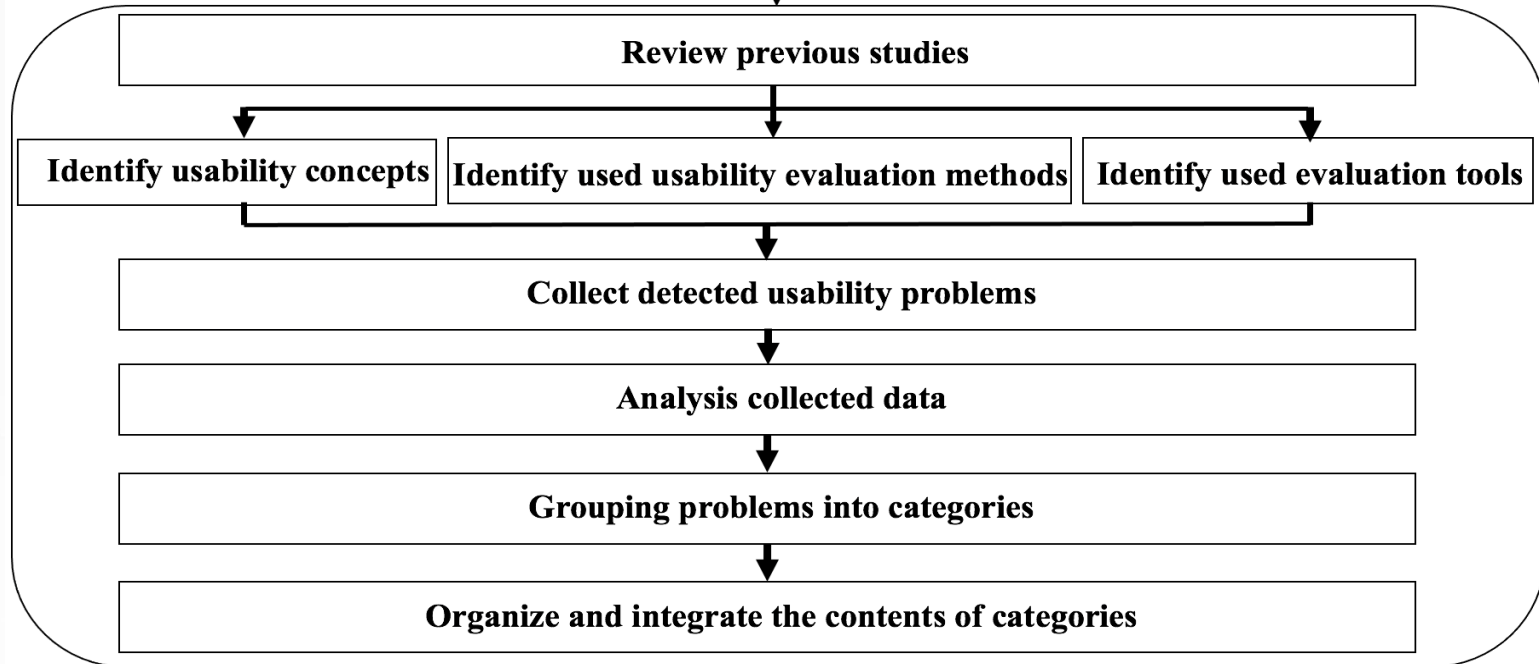 Review previous studies
Identify usability concepts
Identify used usability evaluation methods
Identify used evaluation tools
Collect detected usability problems
Analysis collected data
Grouping problems into categories
Organize and integrate the contents of categories